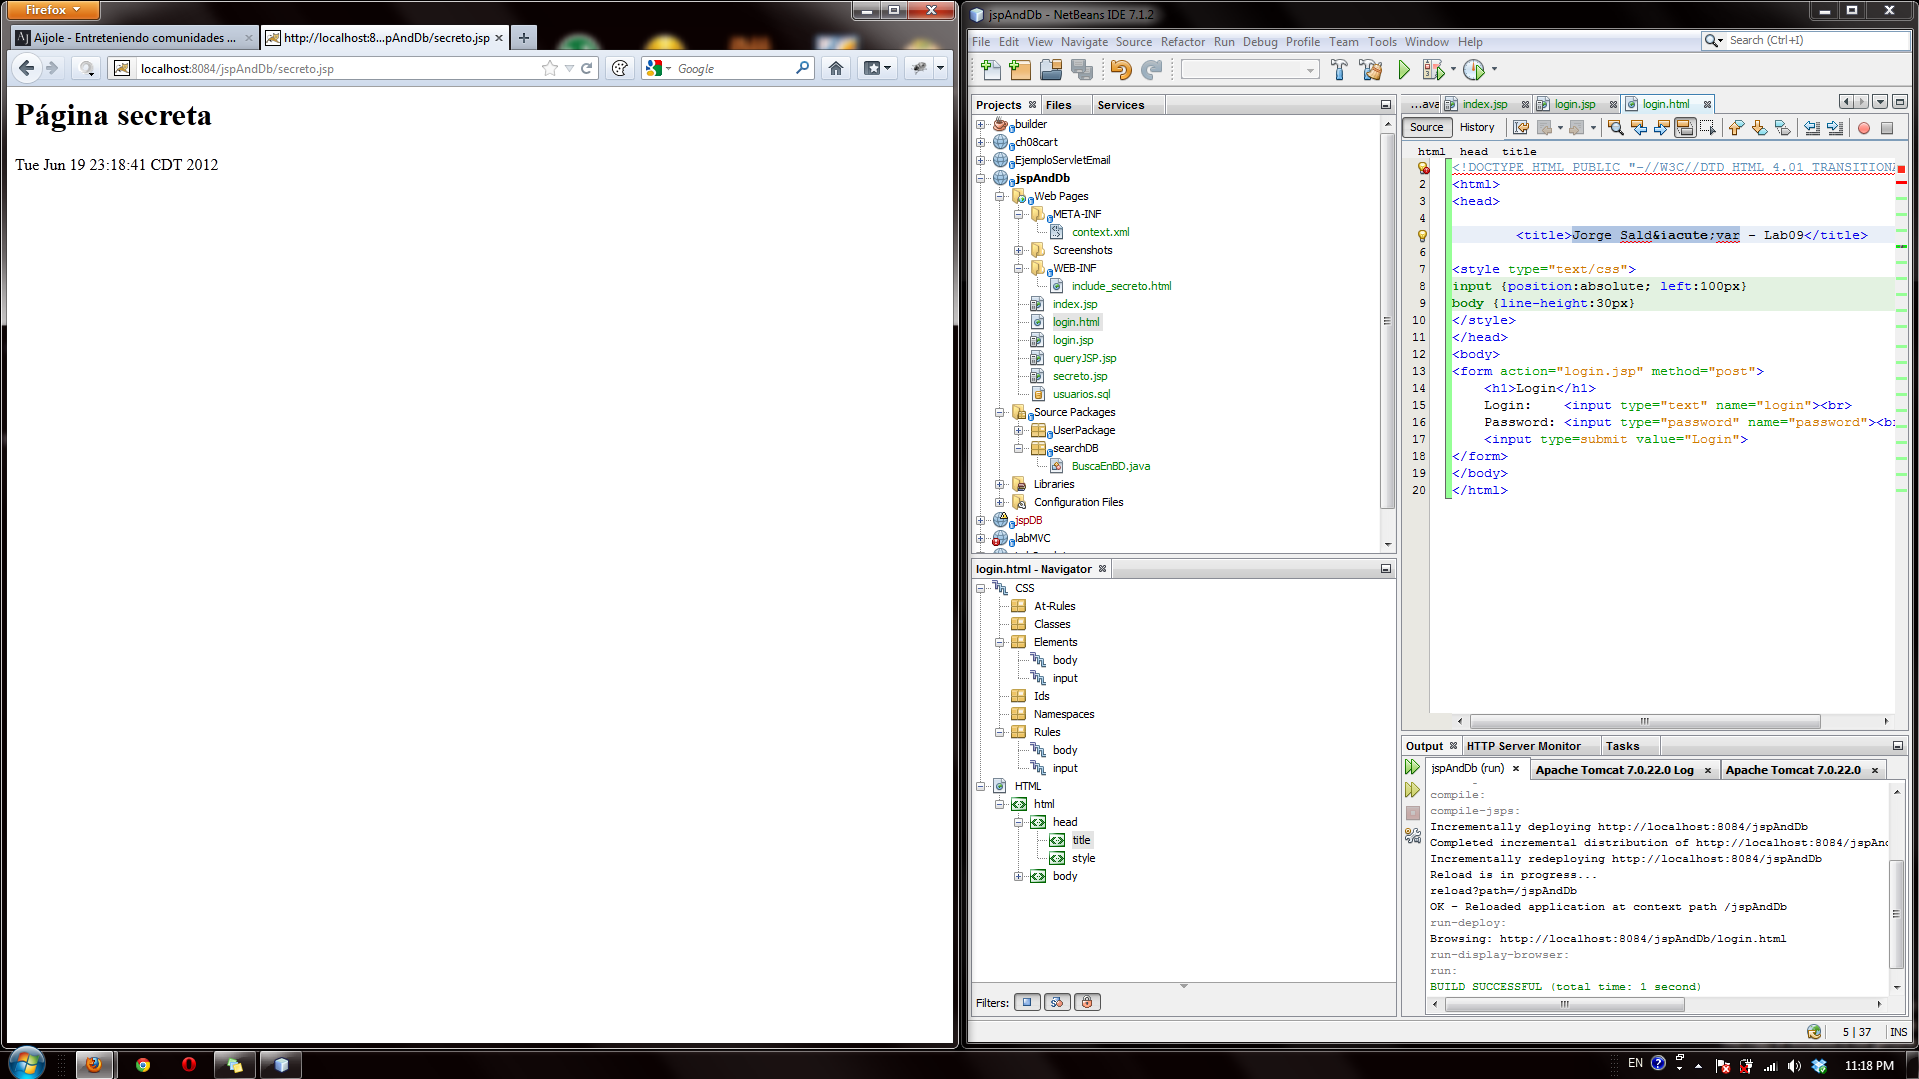 Firefox
Aijole - Entreteniendo comunidades ...
http://localhost:8...pAndDb/secreto.jsp
localhost:8084/jspAndDb/secreto.jsp
Google
Página secreta
Tue Jun 19 23:18:41 CDT 2012
jspAndDb - NetBeans IDE 7.1.2
File Edit View Navigate Source Refactor Run Debug Profile Team Tools Window Help
Search (Ctrl+I)
Projects Files Services
builder
ch08cart
EjemploServletEmail
jspAndDb
Web Pages
META-INF
context.xml
Screenshots
WEB-INF
include_secreto.html
index.jsp
login.html
login.jsp
queryJSP.jsp
secreto.jsp
usuarios.sql
Source Packages
UserPackage
searchDB
BuscaEnBD.java
Libraries
Configuration Files
jspDB
labMVC
login.html - Navigator
CSS
At-Rules
Classes
Elements
body
input
Ids
Namespaces
Rules
body
input
HTML
html
head
title
style
body
Filters:
...ava index.jsp login.jsp login.html
Source History
html head title
<!DOCTYPE HTML PUBLIC "-//W3C//DTD HTML 4.01 TRANSITIONA
2 <html>
3 <head>
4
<title>Jorge Sald&iacute;var - Lab09</title>
6
7 <style type="text/css">
8 input {position:absolute; left:100px}
9 body {line-height:30px}
10 </style>
11 </head>
12 <body>
13 <form action="login.jsp" method="post">
14 <h1>Login</h1>
15 Login: <input type="text" name="login"><br>
16 Password: <input type="password" name="password"><br
17 <input type=submit value="Login">
18 </form>
19 </body>
20 </html>
Output HTTP Server Monitor Tasks
jspAndDb (run) Apache Tomcat 7.0.22.0 Log Apache Tomcat 7.0.22.0
compile:
compile-jsps:
Incrementally deploying http://localhost:8084/jspAndDb
Completed incremental distribution of http://localhost:8084/jspAnd
Incrementally redeploying http://localhost:8084/jspAndDb
Reload is in progress...
reload?path=/jspAndDb
OK - Reloaded application at context path /jspAndDb
run-deploy:
Browsing: http://localhost:8084/jspAndDb/login.html
run-display-browser:
run:
BUILD SUCCESSFUL (total time: 1 second)
5 | 37 INS
EN
11:18 PM